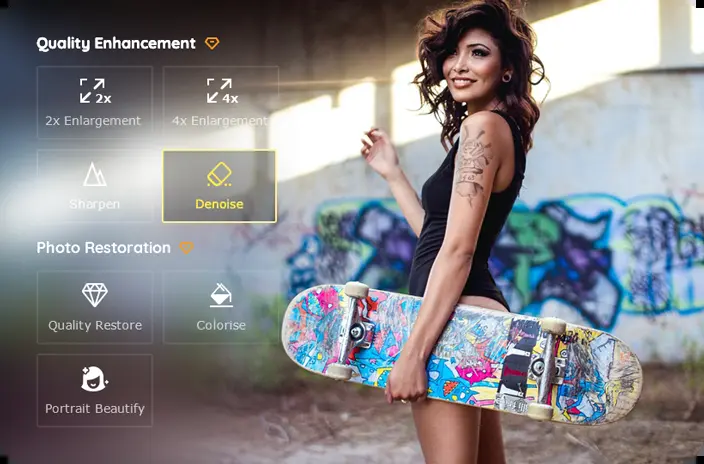 Quality Enhancement
2x
4x
2x Enlargement
4x Enlargement
Sharpen
Denoise
Photo Restoration
Quality Restore
Colorise
Portrait Beautify